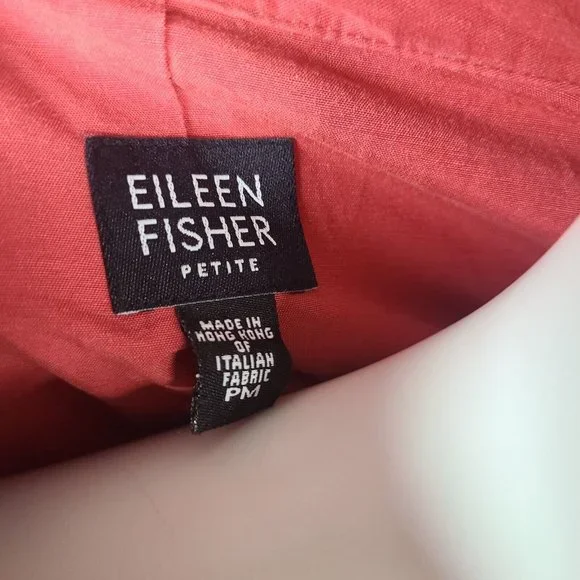 EILEEN
FISHER
PETITE
MADE IN
HONG KONG
OF
ITALIAN
FABRIC
PM